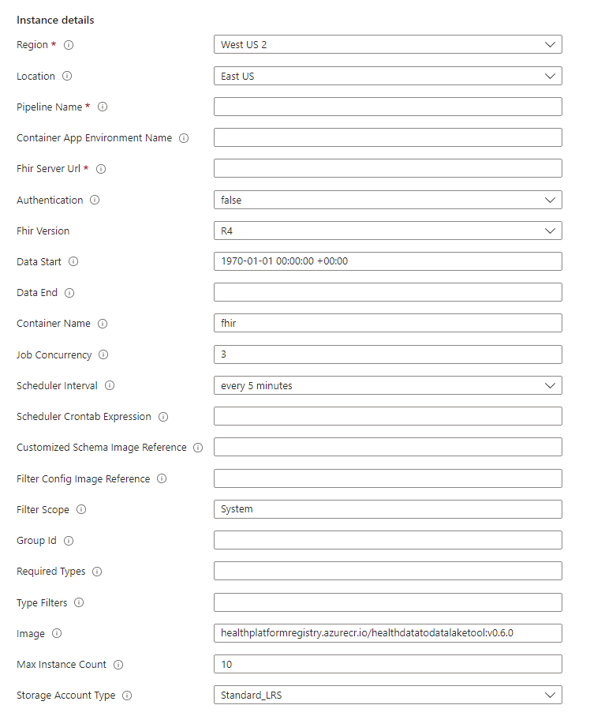 Instance details
Region * West US 2
Location East US
Pipeline Name *
Container App Environment Name
Fhir Server Url *
Authentication false
Fhir Version R4
Data Start 1970-01-01 00:00:00 +00:00
Data End
Container Name fhir
Job Concurrency 3
Scheduler Interval every 5 minutes
Scheduler Crontab Expression
Customized Schema Image Reference
Filter Config Image Reference
Filter Scope System
Group Id
Required Types
Type Filters
Image healthplatformregistry.azurecr.io/healthdatatodatalaketool:v0.6.0
Max Instance Count 10
Storage Account Type Standard_LRS